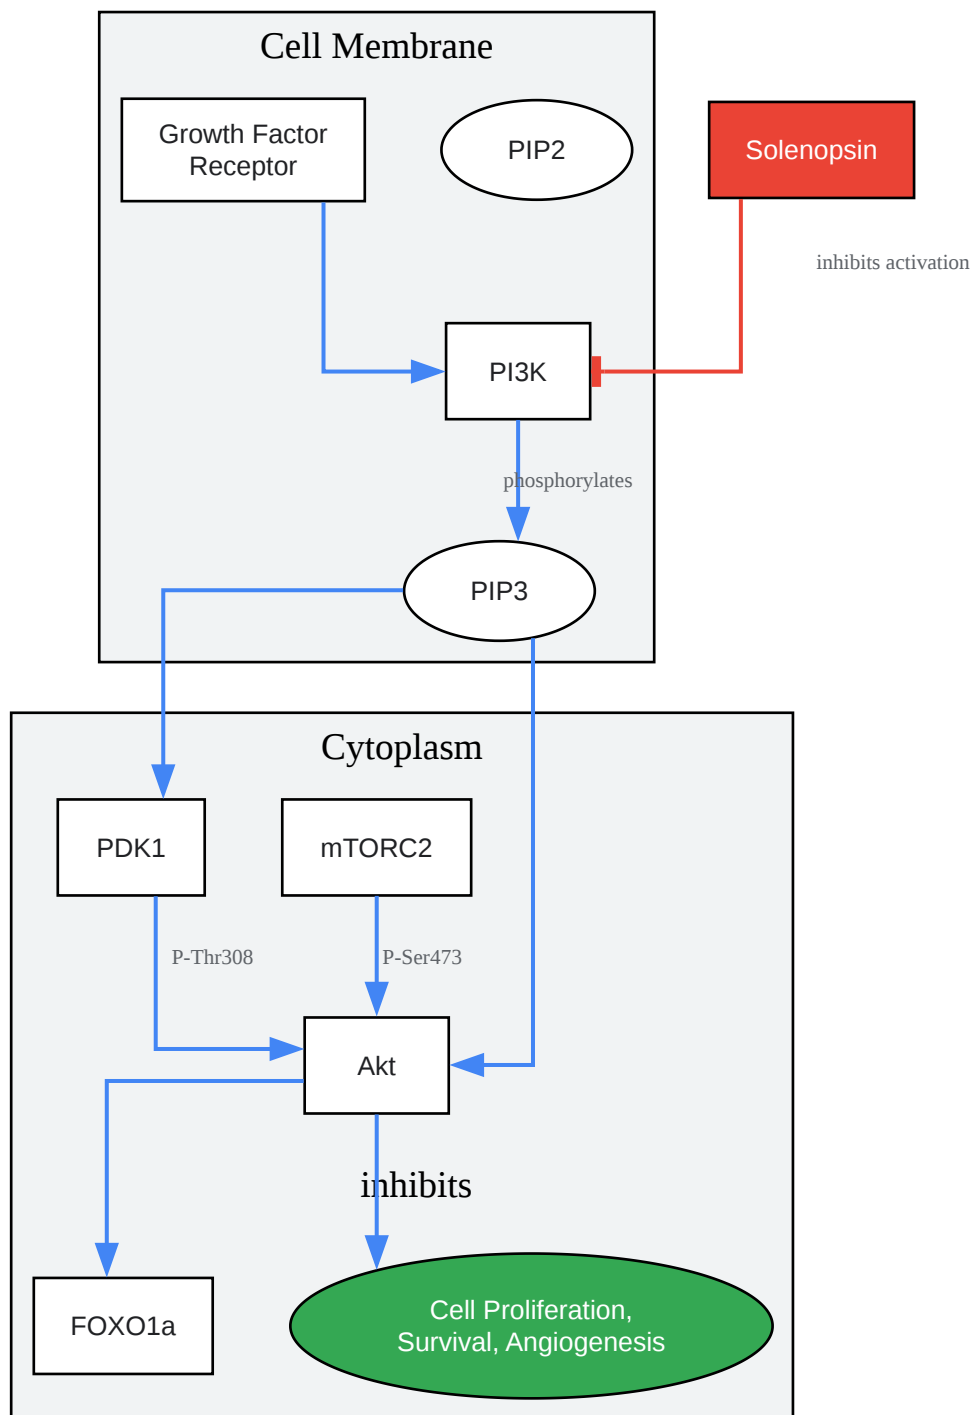 Cell Membrane
Growth Factor
Receptor
PIP2
Solenopsin
inhibits activation
PI3K
phosphorylates
PIP3
Cytoplasm
PDK1
mTORC2
P-Thr308
P-Ser473
Akt
inhibits
FOXO1a
Cell Proliferation,
Survival, Angiogenesis